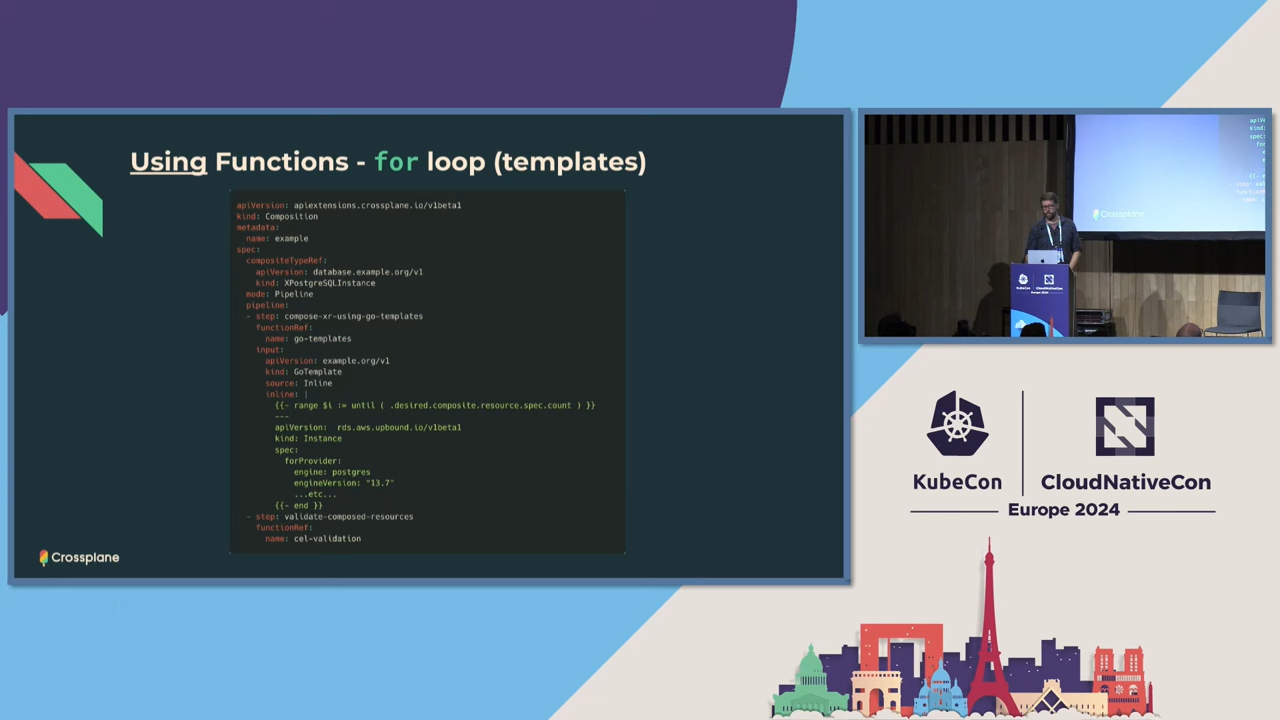 Using Functions - for loop (templates)
apiVersion: apiextensions.crossplane.io/v1beta1
kind: Composition
metadata:
  name: example
spec:
  compositeTypeRef:
    apiVersion: database.example.org/v1
    kind: XPostgreSQLInstance
  mode: Pipeline
  pipeline:
  - step: compose-xr-using-go-templates
    functionRef:
      name: go-templates
    input:
      apiVersion: example.org/v1
      kind: GoTemplate
      source: Inline
      inline: |
        {{- range $i := until ( .desired.composite.resource.spec.count ) }}
        ---
        apiVersion:  rds.aws.upbound.io/v1beta1
        kind: Instance
        spec:
          forProvider:
            engine: postgres
            engineVersion: "13.7"
            ...etc...
        {{- end }}
  - step: validate-composed-resources
    functionRef:
      name: cel-validation
Crossplane
Crossplane
KubeCon
CloudNativeCon
Europe 2024